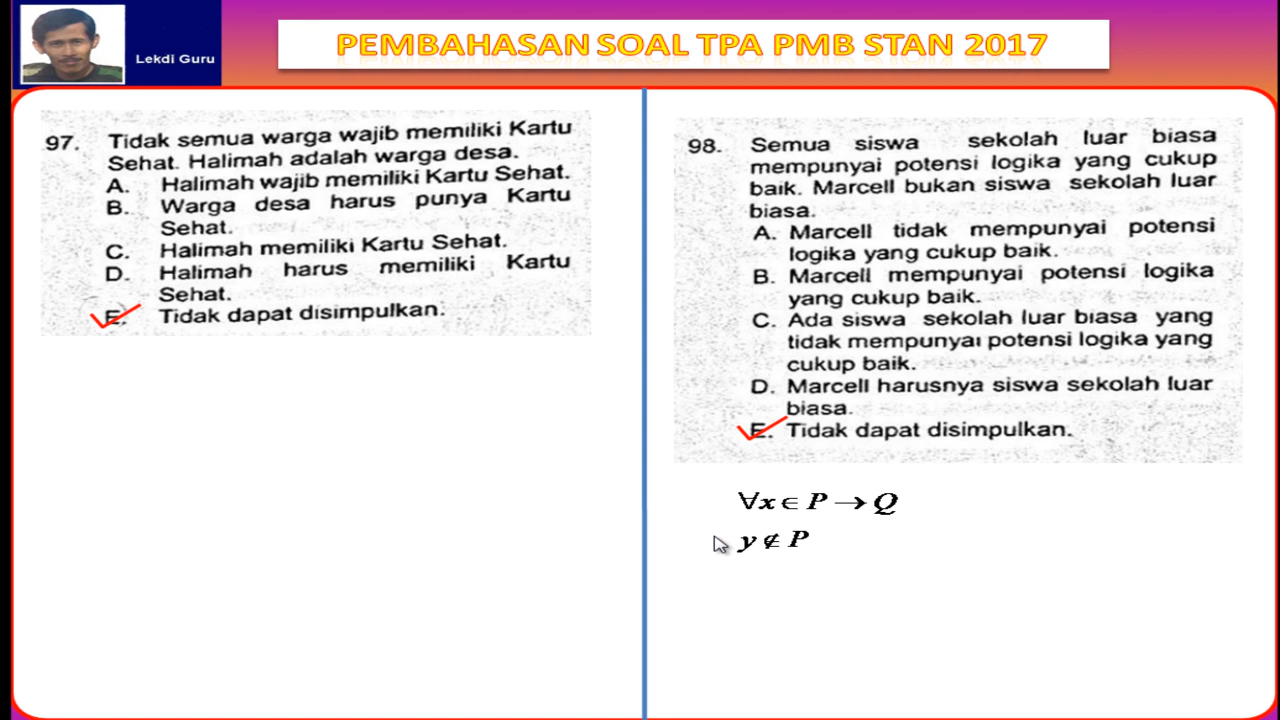 Lekdi Guru
PEMBAHASAN SOAL TPA PMB STAN 2017
97. Tidak semua warga wajib memiliki Kartu
Sehat. Halimah adalah warga desa.
A. Halimah wajib memiliki Kartu Sehat.
B. Warga desa harus punya Kartu
Sehat.
C. Halimah memiliki Kartu Sehat.
D. Halimah harus memiliki Kartu
Sehat.
E. Tidak dapat disimpulkan.
98. Semua siswa sekolah luar biasa
mempunyai potensi logika yang cukup
baik. Marcell bukan siswa sekolah luar
biasa.
A. Marcell tidak mempunyai potensi
logika yang cukup baik.
B. Marcell mempunyai potensi logika
yang cukup baik.
C. Ada siswa sekolah luar biasa yang
tidak mempunyai potensi logika yang
cukup baik.
D. Marcell harusnya siswa sekolah luar
biasa.
E. Tidak dapat disimpulkan.
∀x ∈ P → Q
y ∉ P